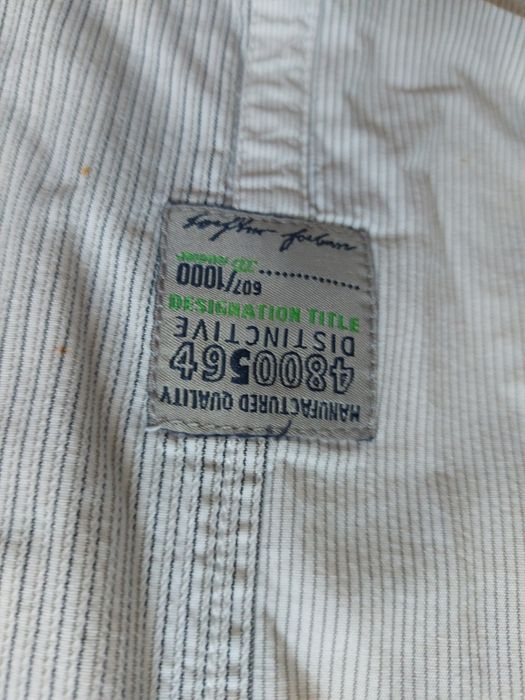 MANUFACTURED QUALITY
4800564
DISTINCTIVE
DESIGNATION TITLE
607/1000